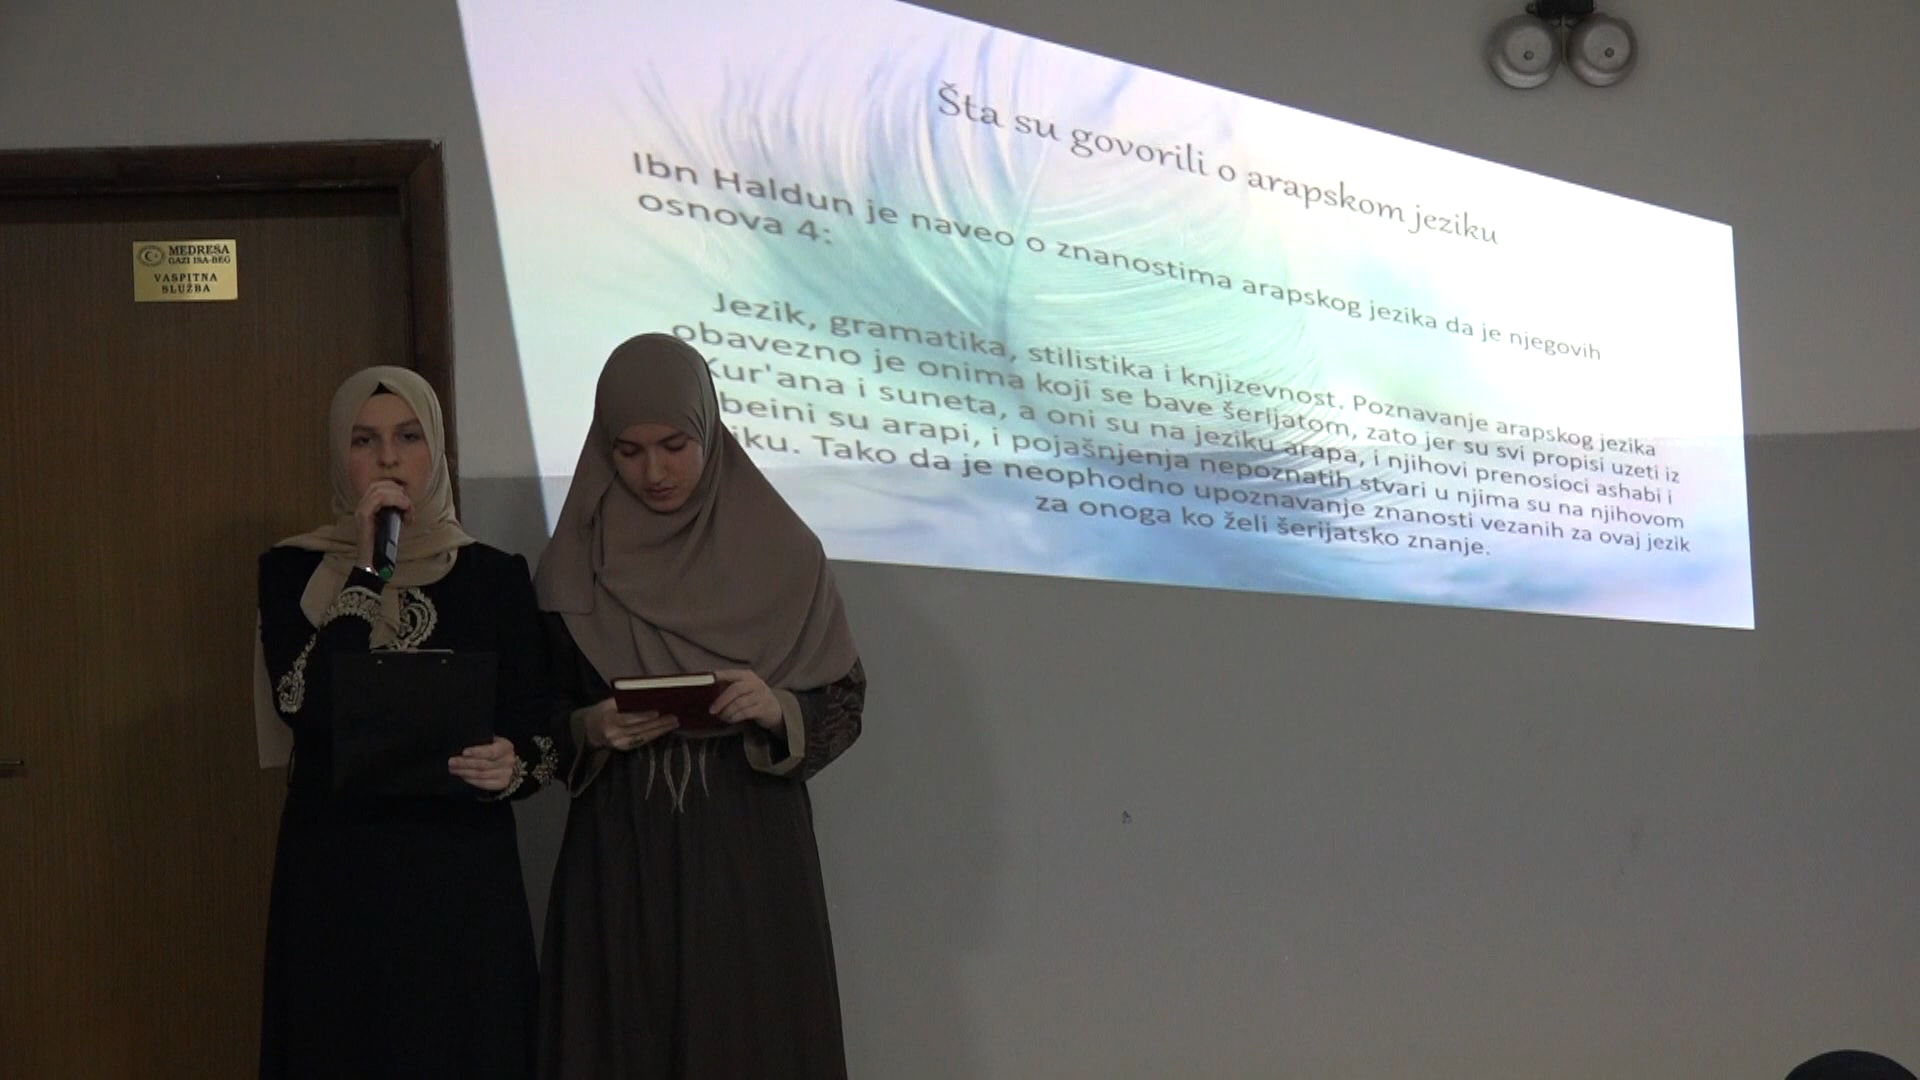 MEDRESA
GAZI ISA-BEG
VASPITNA
SLUŽBA
Šta su govorili o arapskom jeziku
Ibn Haldun je naveo o znanostima arapskog jezika da je njegovih
osnova 4:
Jezik, gramatika, stilistika i knjizevnost. Poznavanje arapskog jezika
obavezno je onima koji se bave šerijatom, zato jer su svi propisi uzeti iz
Kur'ana i suneta, a oni su na jeziku arapa, i njihovi prenosioci ashabi i
su arapi, i pojašnjenja nepoznatih stvari u njima su na njihovom
Tako da je neophodno upoznavanje znanosti vezanih za ovaj jezik
za onoga ko želi šerijatsko znanje.